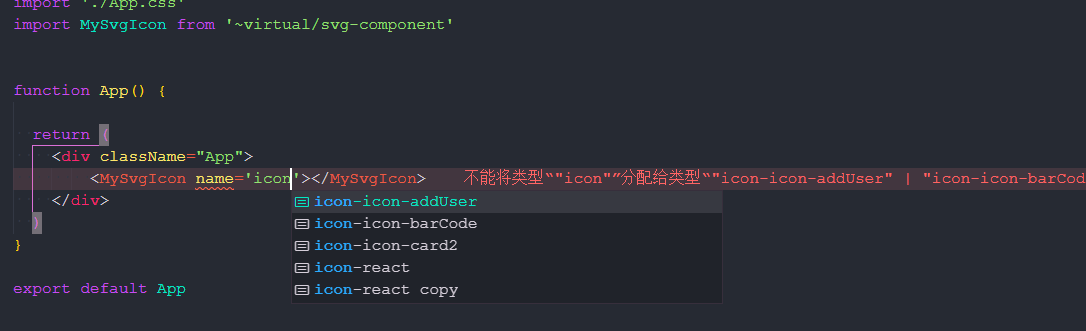 import './App.css'
import MySvgIcon from '~virtual/svg-component'
function App() {
return (
<div className="App">
<MySvgIcon name='icon'></MySvgIcon> 不能将类型“"icon"”分配给类型“"icon-icon-addUser" | "icon-icon-barCod
</div>
icon-icon-addUser
)
icon-icon-barCode
}
icon-icon-card2
icon-react
export default App
icon-react copy